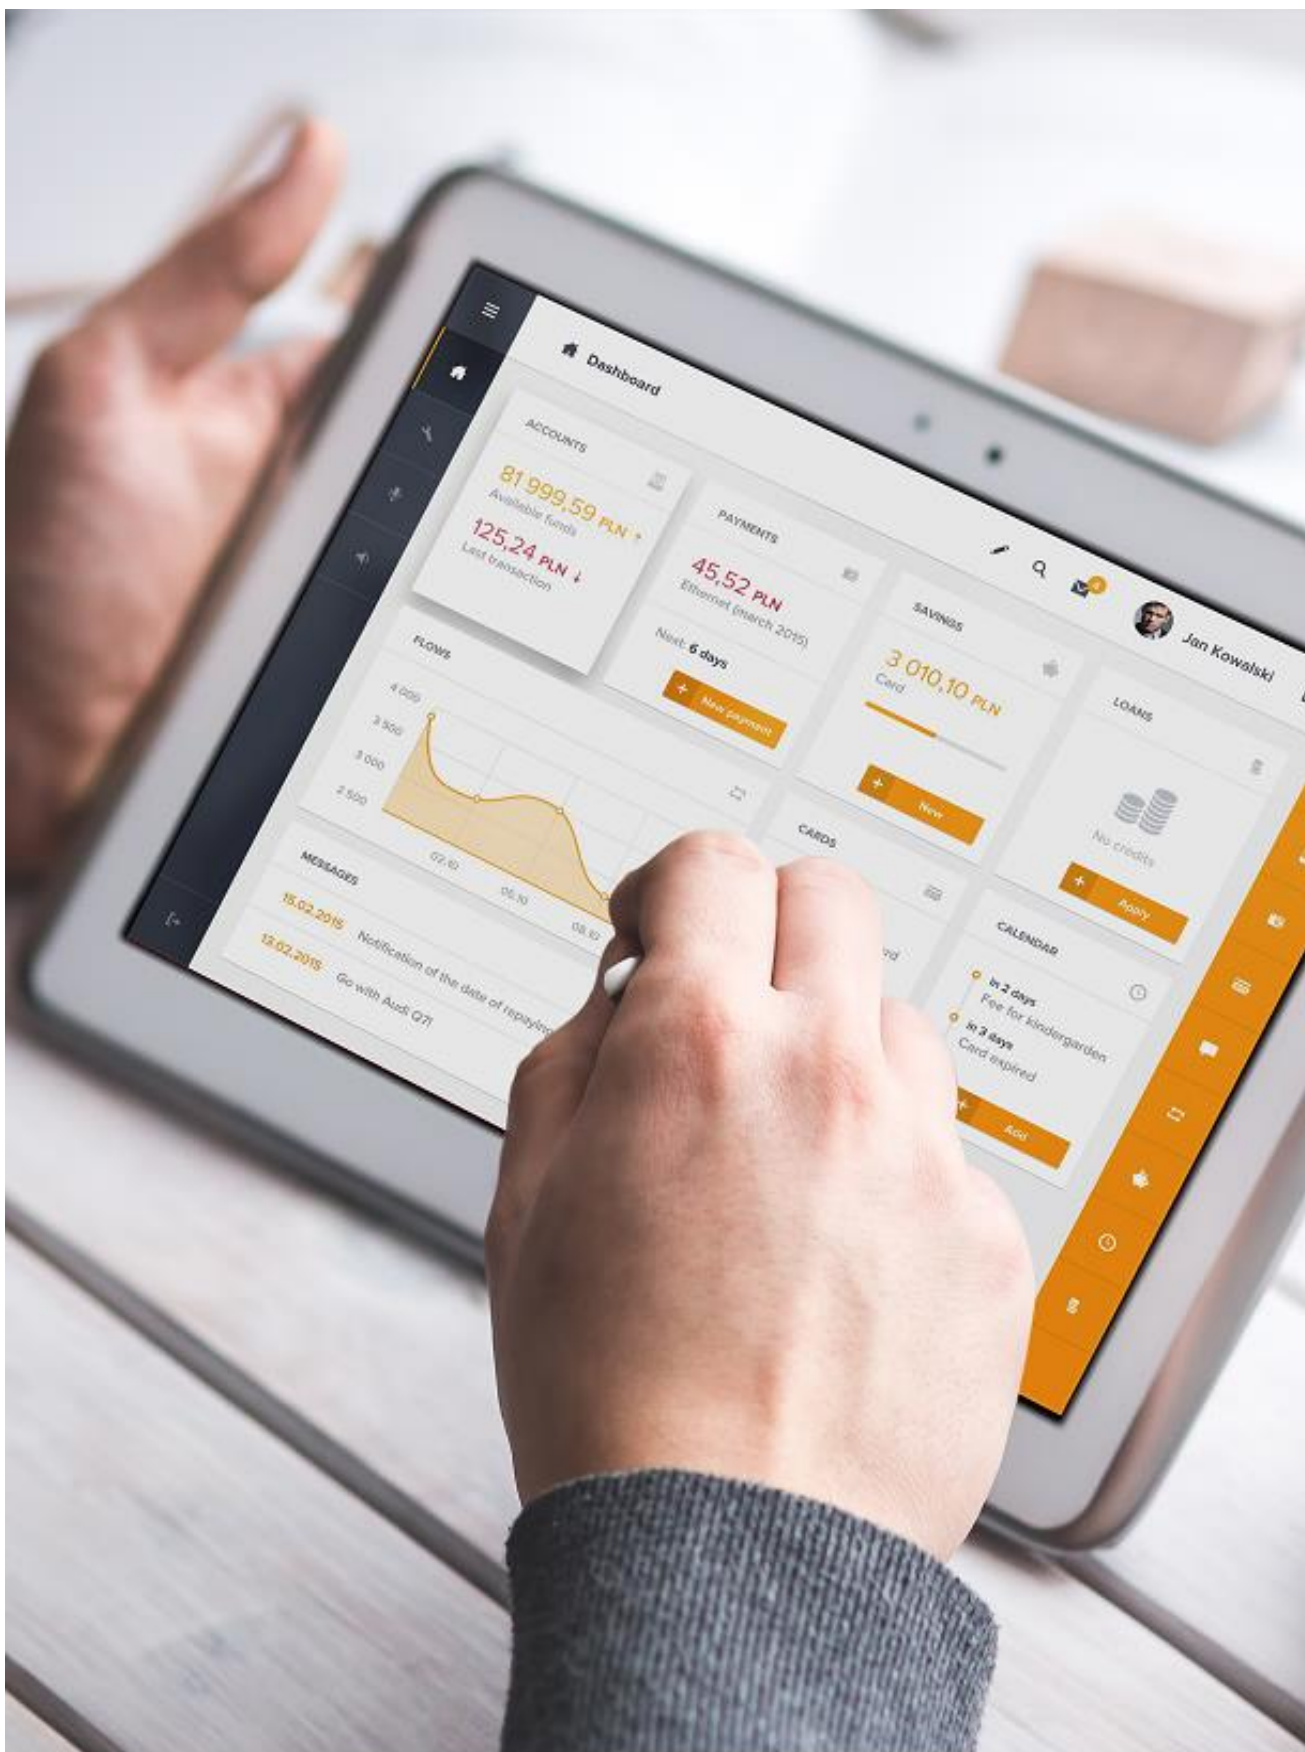 Dashboard
4
Jan Kowalski
ACCOUNTS
81 999,59 PLN ↑
Available funds
125,24 PLN ↓
Last transaction
PAYMENTS
45,52 PLN
Ethernet (march 2015)
Next: 6 days
+ New payment
SAVINGS
3 010,10 PLN
Card
+ New
LOANS
No credits
+ Apply
FLOWS
4 000
3 500
3 000
2 500
02.10
05.10
08.10
MESSAGES
15.02.2015 Notification of the date of repaying
13.02.2015 Go with Audi Q7!
CARDS
rd
CALENDAR
in 2 days
Fee for kindergarden
in 3 days
Card expired
+ Add